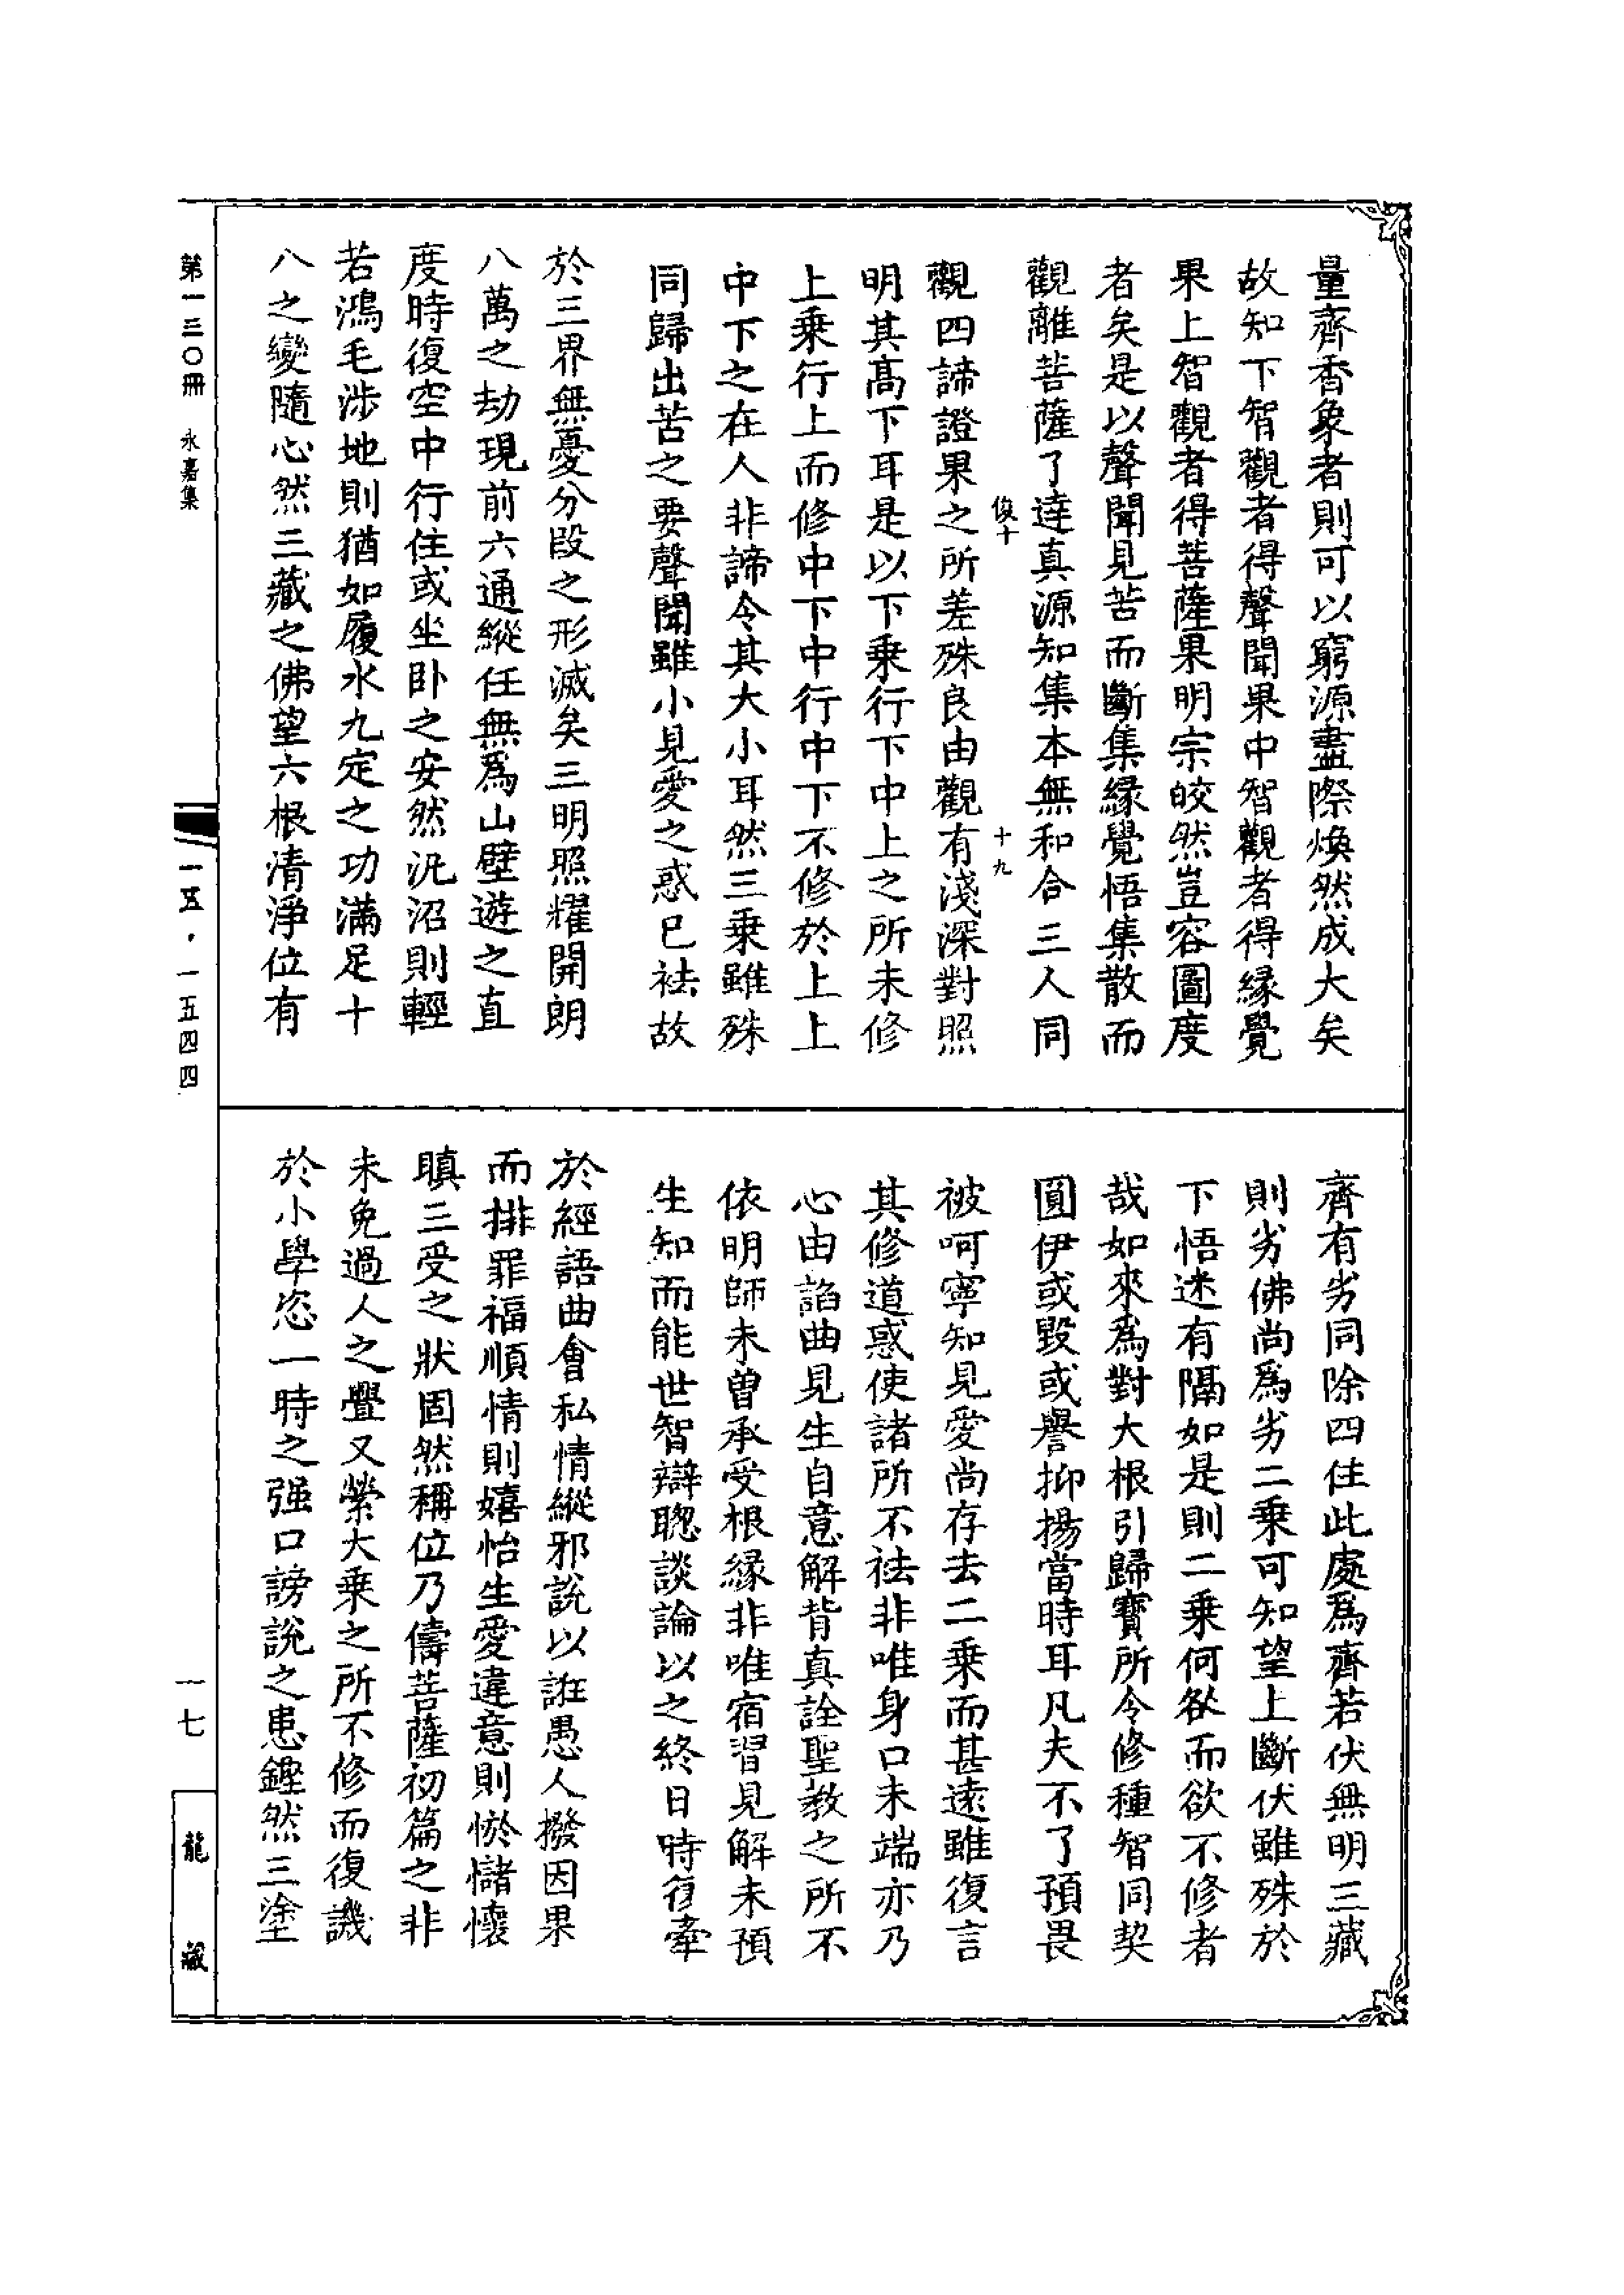 量齊香象者則可以窮源盡際煥然成大矣
故知下智觀者得聲聞果中智觀者得緣覺
果上智觀者得菩薩果明宗皎然豈容圖度
者矣是以聲聞見苦而斷集緣覺悟集散而
觀離菩薩了達真源知集本無和合三人同
俊十
十九
觀四諦證果之所差殊良由觀有淺深對照
明其高下耳是以下乘行下中上之所未修
上乘行上而修中下中行中下不修於上上
中下之在人非諦令其大小耳然三乘雖殊
同歸出苦之要聲聞雖小見愛之惑已袪故
於三界無憂分段之形滅矣三明照耀開朗
八萬之劫現前六通縱任無為山壁遊之直
度時復空中行住或坐臥之安然汎沼則輕
若鴻毛涉地則猶如履水九定之功滿足十
八之變隨心然三藏之佛望六根清淨位有
齊有劣同除四住此處為齊若伏無明三藏
則劣佛尚為劣二乘可知望上斷伏雖殊於
下悟迷有隔如是則二乘何咎而欲不修者
哉如來為對大根引歸寶所令修種智同契
圓伊或毀或譽抑揚當時耳凡夫不了預畏
被呵寧知見愛尚存去二乘而甚遠雖復言
其修道惑使諸所不袪非唯身口未端亦乃
心由諂曲見生自意解背真詮聖教之所不
依明師未曾承受根緣非唯宿習見解未預
生知而能世智辯聰談論以之終日時復牽
於經語曲會私情縱邪說以誑愚人撥因果
而排罪福順情則嬉怡生愛違意則㦬懤懷
瞋三受之狀固然稱位乃儔菩薩初篇之非
未免過人之釁又縈大乘之所不修而復譏
於小學恣一時之强口謗說之患鏗然三塗
第一三〇冊　永嘉集
一五·一五四四
一七
龍藏